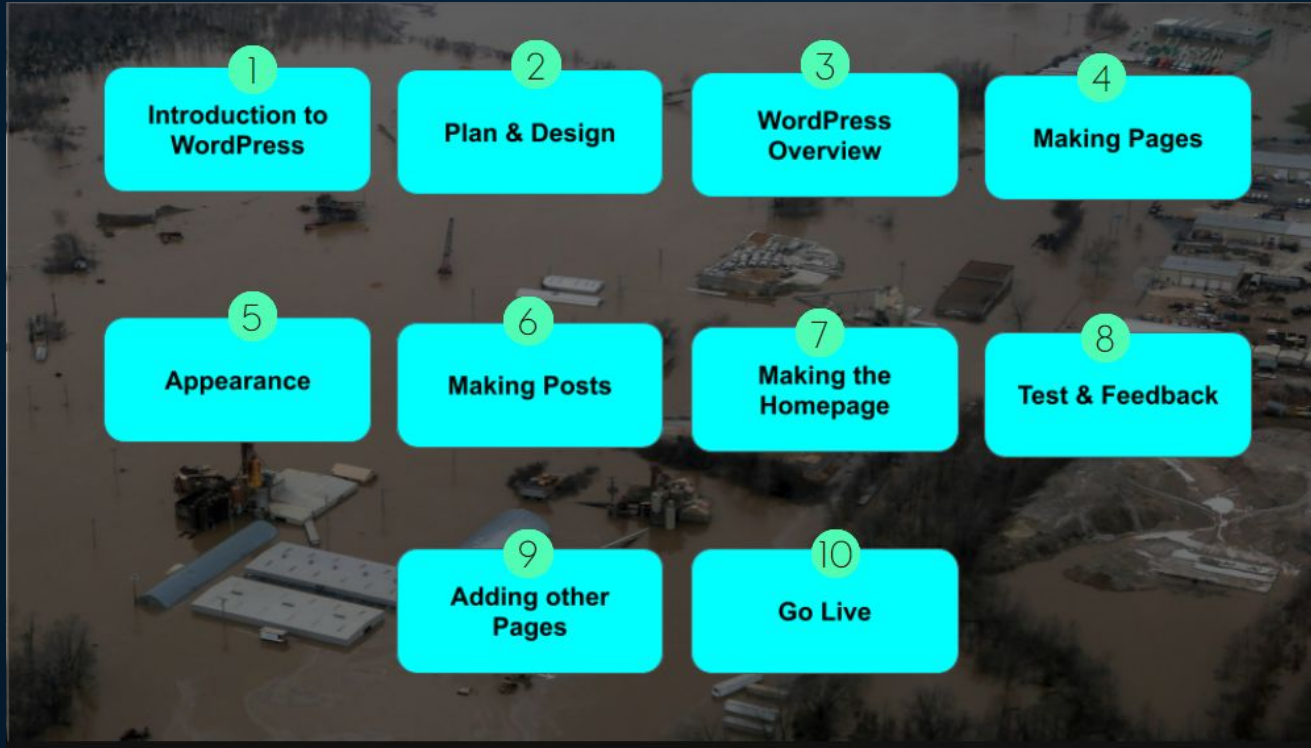 1
Introduction to
WordPress
2
Plan & Design
3
WordPress
Overview
4
Making Pages
5
Appearance
6
Making Posts
7
Making the
Homepage
8
Test & Feedback
9
Adding other
Pages
10
Go Live